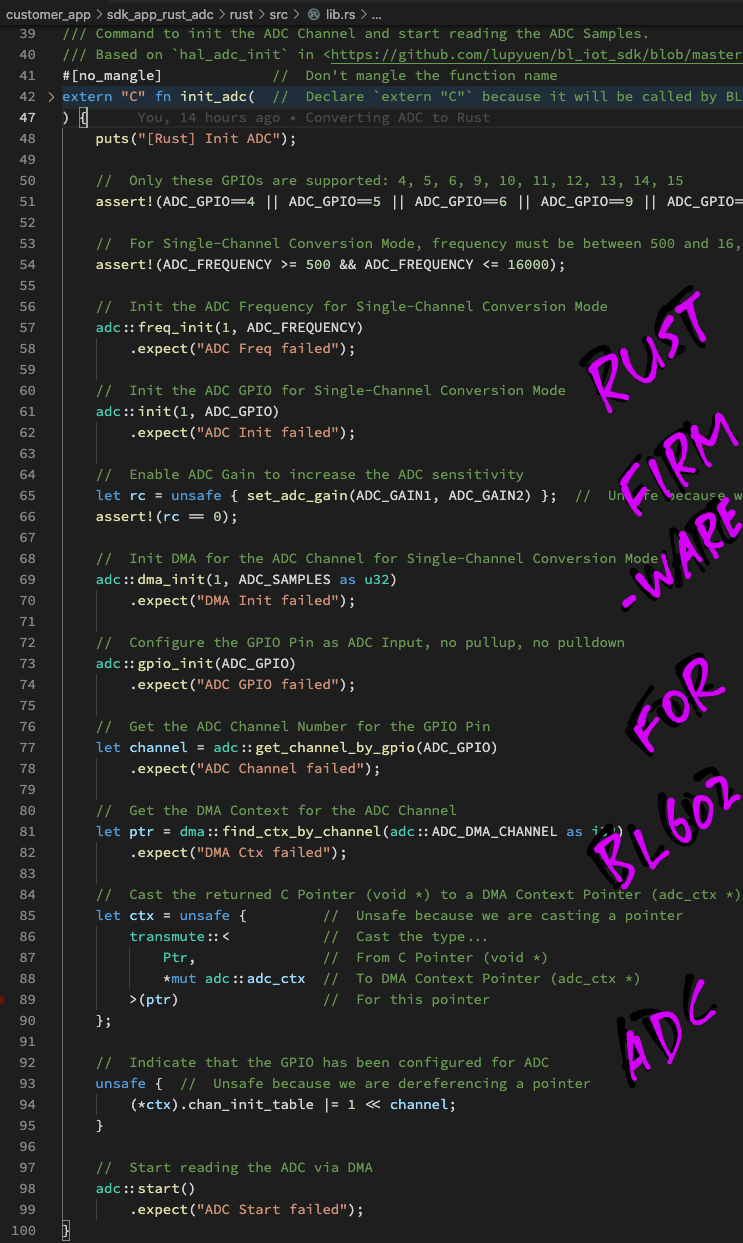 customer_app > sdk_app_rust_adc > rust > src > lib.rs > ...
39 /// Command to init the ADC Channel and start reading the ADC Samples.
40 /// Based on `hal_adc_init` in <https://github.com/lupyuen/bl_iot_sdk/blob/master
41 #[no_mangle]              //  Don't mangle the function name
42 extern "C" fn init_adc(  //  Declare `extern "C"` because it will be called by BL
47 ) {      You, 14 hours ago • Converting ADC to Rust
48     puts("[Rust] Init ADC");
49
50     //  Only these GPIOs are supported: 4, 5, 6, 9, 10, 11, 12, 13, 14, 15
51     assert!(ADC_GPIO==4 || ADC_GPIO==5 || ADC_GPIO==6 || ADC_GPIO==9 || ADC_GPIO=
52
53     //  For Single-Channel Conversion Mode, frequency must be between 500 and 16,
54     assert!(ADC_FREQUENCY >= 500 && ADC_FREQUENCY <= 16000);
55
56     //  Init the ADC Frequency for Single-Channel Conversion Mode
57     adc::freq_init(1, ADC_FREQUENCY)
58         .expect("ADC Freq failed");
59
60     //  Init the ADC GPIO for Single-Channel Conversion Mode
61     adc::init(1, ADC_GPIO)
62         .expect("ADC Init failed");
63
64     //  Enable ADC Gain to increase the ADC sensitivity
65     let rc = unsafe { set_adc_gain(ADC_GAIN1, ADC_GAIN2) };  //  Unsafe because w
66     assert!(rc == 0);
67
68     //  Init DMA for the ADC Channel for Single-Channel Conversion Mode
69     adc::dma_init(1, ADC_SAMPLES as u32)
70         .expect("DMA Init failed");
71
72     //  Configure the GPIO Pin as ADC Input, no pullup, no pulldown
73     adc::gpio_init(ADC_GPIO)
74         .expect("ADC GPIO failed");
75
76     //  Get the ADC Channel Number for the GPIO Pin
77     let channel = adc::get_channel_by_gpio(ADC_GPIO)
78         .expect("ADC Channel failed");
79
80     //  Get the DMA Context for the ADC Channel
81     let ptr = dma::find_ctx_by_channel(adc::ADC_DMA_CHANNEL as
82         .expect("DMA Ctx failed");
83
84     //  Cast the returned C Pointer (void *) to a DMA Context Pointer (adc_ctx *)
85     let ctx = unsafe {         //  Unsafe because we are casting a pointer
86         transmute::<           //  Cast the type...
87             Ptr,               //  From C Pointer (void *)
88             *mut adc::adc_ctx  //  To DMA Context Pointer (adc_ctx *)
89         >(ptr)                 //  For this pointer
90     };
91
92     //  Indicate that the GPIO has been configured for ADC
93     unsafe {  //  Unsafe because we are dereferencing a pointer
94         (*ctx).chan_init_table |= 1 << channel;
95     }
96
97     //  Start reading the ADC via DMA
98     adc::start()
99         .expect("ADC Start failed");
100 }
RUST
FIRM
-WARE
FOR
BL602
ADC